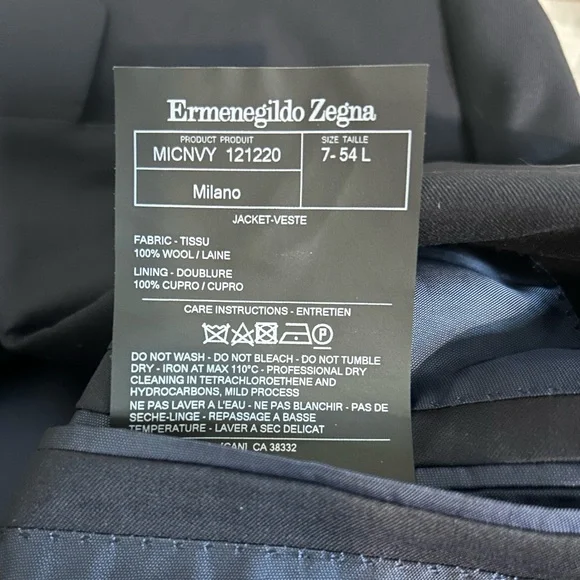 Ermenegildo Zegna
PRODUCT PRODUIT
SIZE TAILLE
MICNVY 121220
7- 54 L
Milano
JACKET-VESTE
FABRIC - TISSU
100% WOOL / LAINE
LINING - DOUBLURE
100% CUPRO / CUPRO
CARE INSTRUCTIONS - ENTRETIEN
P
DO NOT WASH - DO NOT BLEACH - DO NOT TUMBLE
DRY - IRON AT MAX 110°C - PROFESSIONAL DRY
CLEANING IN TETRACHLOROETHENE AND
HYDROCARBONS, MILD PROCESS
NE PAS LAVER A L'EAU - NE PAS BLANCHIR - PAS DE
SECHE-LINGE - REPASSAGE A BASSE
TEMPERATURE - LAVER A SEC DELICAT
(CAN) CA 38332